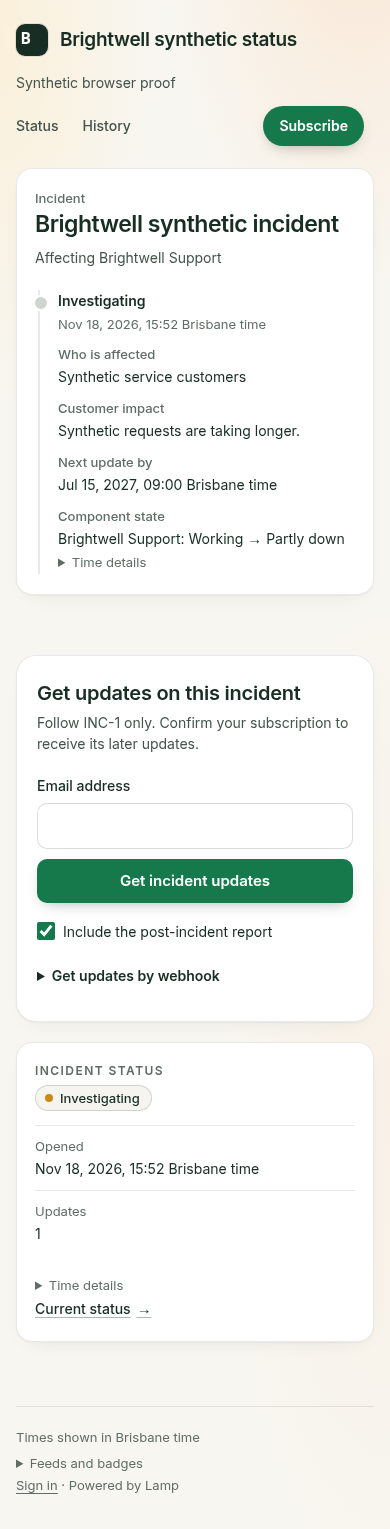 B
Brightwell synthetic status
Synthetic browser proof
Status
History
Subscribe
Incident
Brightwell synthetic incident
Affecting Brightwell Support
Investigating
Nov 18, 2026, 15:52 Brisbane time
Who is affected
Synthetic service customers
Customer impact
Synthetic requests are taking longer.
Next update by
Jul 15, 2027, 09:00 Brisbane time
Component state
Brightwell Support: Working → Partly down
Time details
Get updates on this incident
Follow INC-1 only. Confirm your subscription to
receive its later updates.
Email address
Get incident updates
Include the post-incident report
Get updates by webhook
INCIDENT STATUS
Investigating
Opened
Nov 18, 2026, 15:52 Brisbane time
Updates
1
Time details
Current status →
Times shown in Brisbane time
Feeds and badges
Sign in · Powered by Lamp